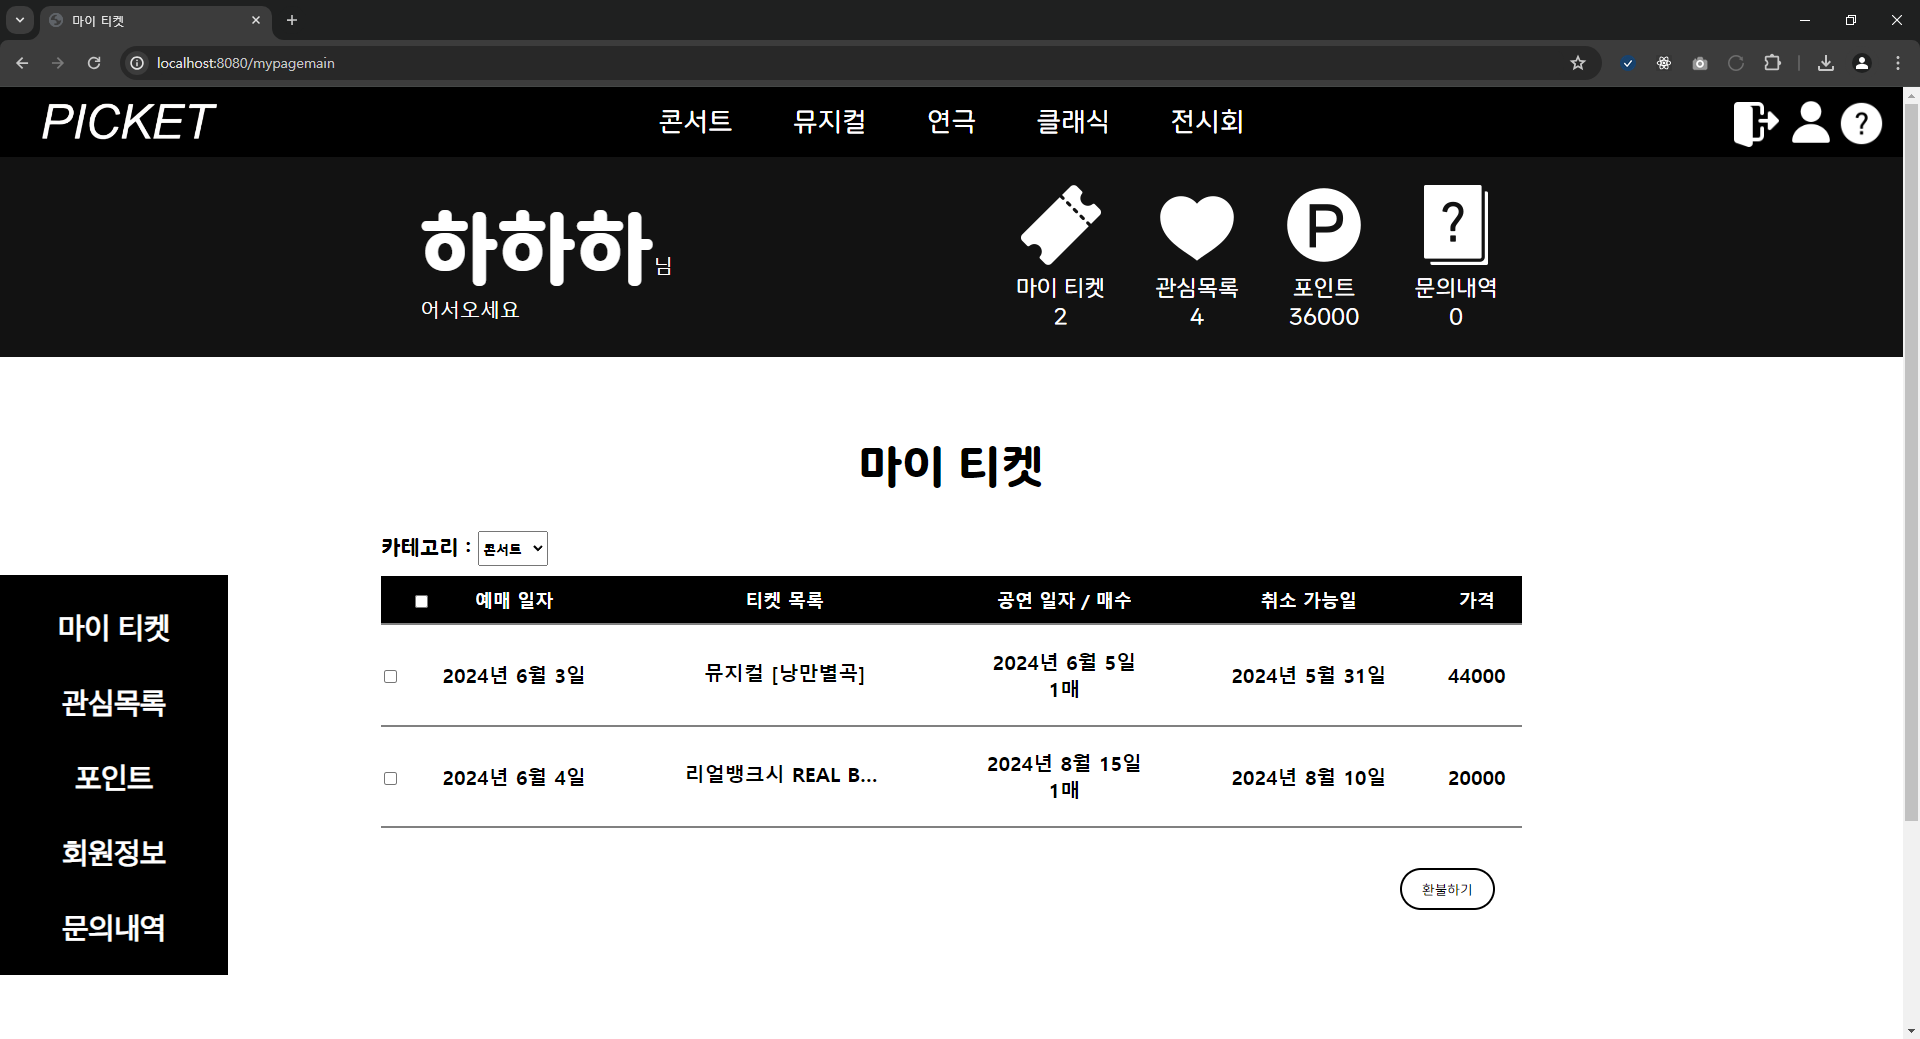 마이 티켓
localhost:8080/mypagemain
PICKET 콘서트 뮤지컬 연극 클래식 전시회 ?
하하하님
어서오세요
P ?
마이 티켓 관심목록 포인트 문의내역
2 4 36000 0
마이 티켓
카테고리 : 콘서트
예매 일자 티켓 목록 공연 일자 / 매수 취소 가능일 가격
2024년 6월 3일 뮤지컬 [낭만별곡] 2024년 6월 5일 2024년 5월 31일 44000
1매
2024년 6월 4일 리얼뱅크시 REAL B... 2024년 8월 15일 2024년 8월 10일 20000
1매
환불하기
마이 티켓
관심목록
포인트
회원정보
문의내역